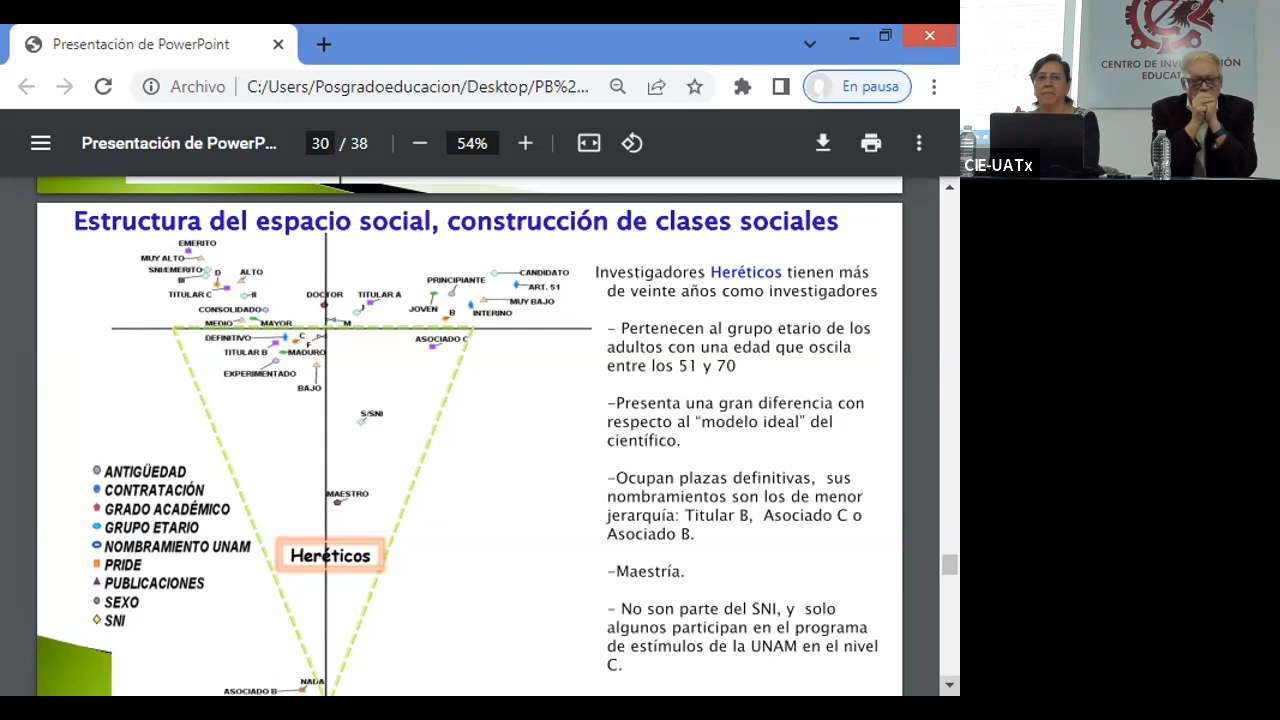 Presentación de PowerPoint
Archivo
C:/Users/Posgradoeducacion/Desktop/PB%2...
En pausa
Presentación de PowerP...
30 / 38
54%
CENTRO DE INVESTIGACIÓN
EDUCAT
CIE-UATx
Estructura del espacio social, construcción de clases sociales
EMERITO
MUY ALTO
SNI/EMERITO
III
D
ALTO
TITULAR C
II
CONSOLIDADO
MEDIO
MAYOR
DOCTOR
TITULAR A
I
M
PRINCIPIANTE
CANDIDATO
ART. 51
JOVEN
MUY BAJO
B
INTERINO
DEFINITIVO
C
F
TITULAR B
MADURO
EXPERIMENTADO
BAJO
ASOCIADO C
S/SNI
MAESTRO
Heréticos
NADA
ASOCIADO B
ANTIGÜEDAD
CONTRATACIÓN
GRADO ACADÉMICO
GRUPO ETARIO
NOMBRAMIENTO UNAM
PRIDE
PUBLICACIONES
SEXO
SNI
Investigadores Heréticos tienen más
de veinte años como investigadores
- Pertenecen al grupo etario de los
adultos con una edad que oscila
entre los 51 y 70
-Presenta una gran diferencia con
respecto al “modelo ideal” del
científico.
-Ocupan plazas definitivas, sus
nombramientos son los de menor
jerarquía: Titular B, Asociado C o
Asociado B.
-Maestría.
- No son parte del SNI, y solo
algunos participan en el programa
de estímulos de la UNAM en el nivel
C.